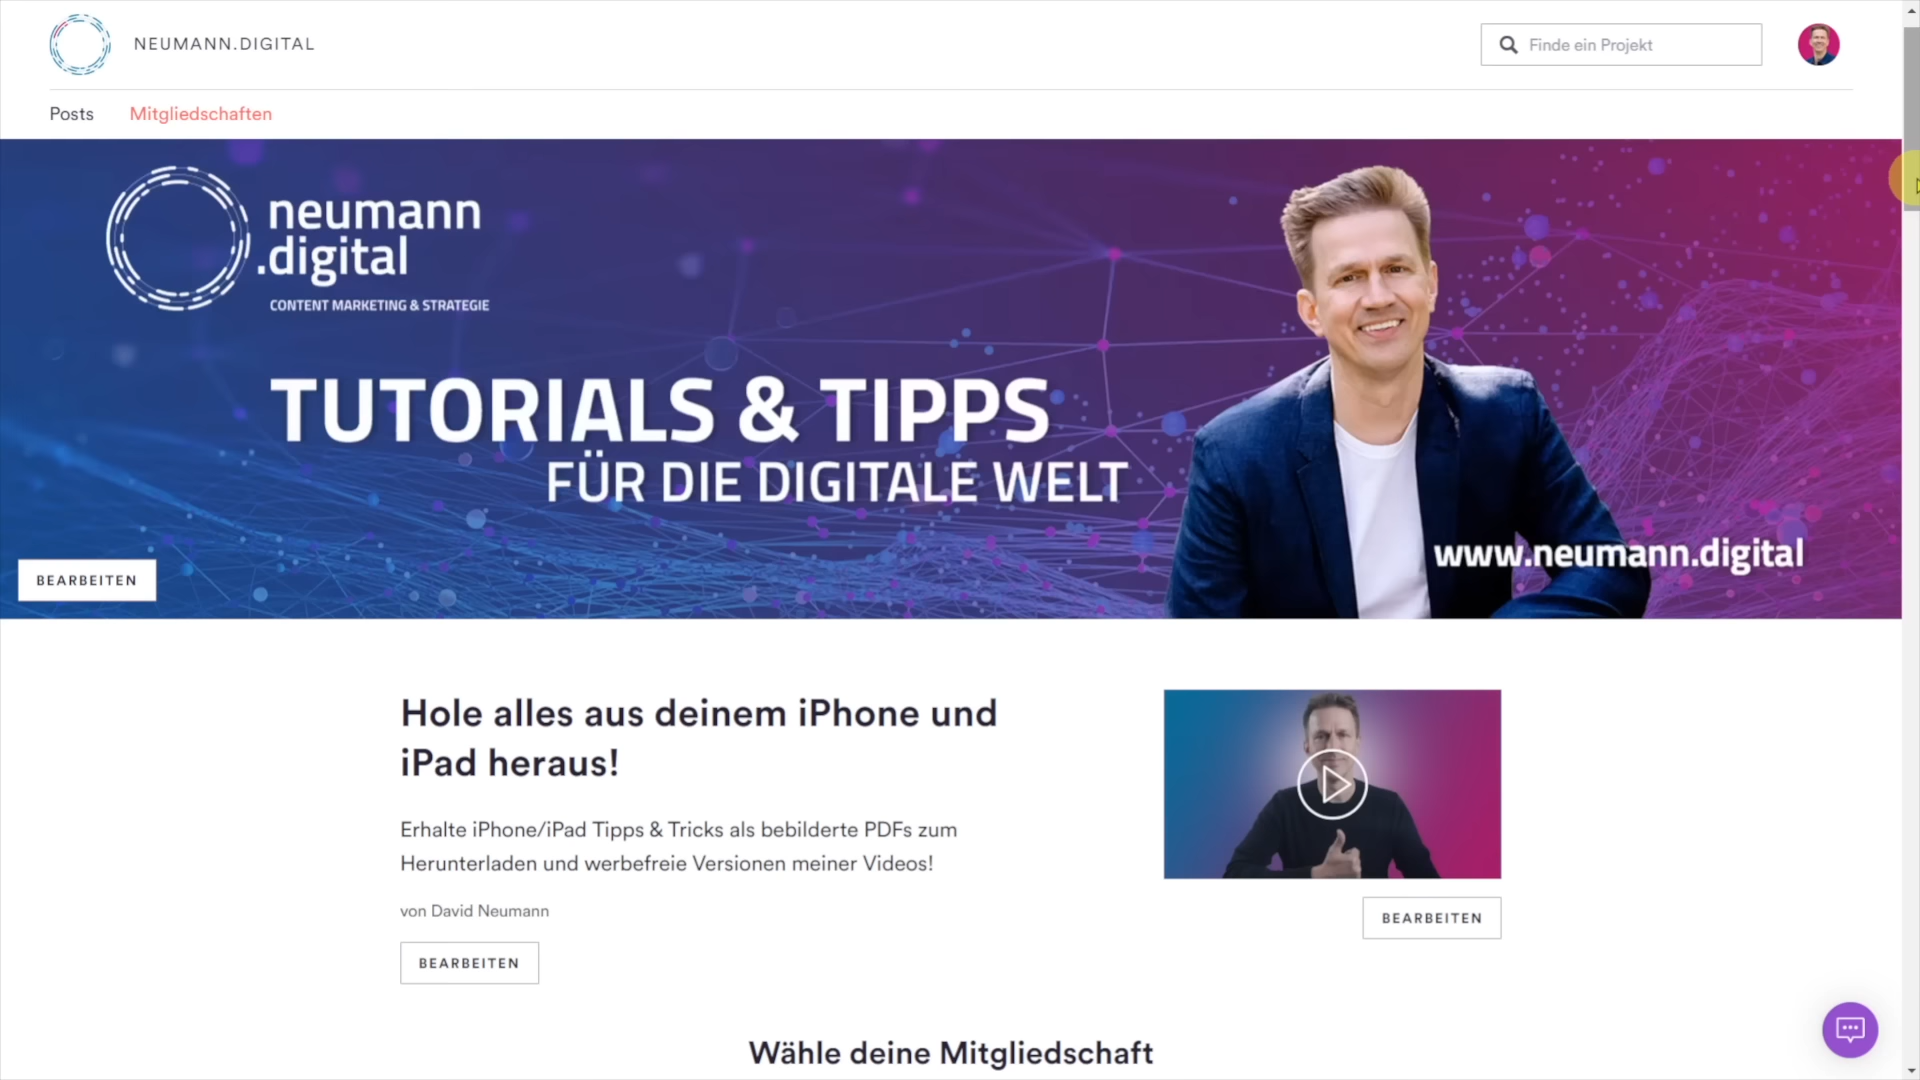 NEUMANN.DIGITAL
Finde ein Projekt
Posts
Mitgliedschaften
neumann
.digital
CONTENT MARKETING & STRATEGIE
TUTORIALS & TIPPS
FÜR DIE DIGITALE WELT
www.neumann.digital
BEARBEITEN
Hole alles aus deinem iPhone und
iPad heraus!
Erhalte iPhone/iPad Tipps & Tricks als bebilderte PDFs zum
Herunterladen und werbefreie Versionen meiner Videos!
von David Neumann
BEARBEITEN
BEARBEITEN
Wähle deine Mitgliedschaft